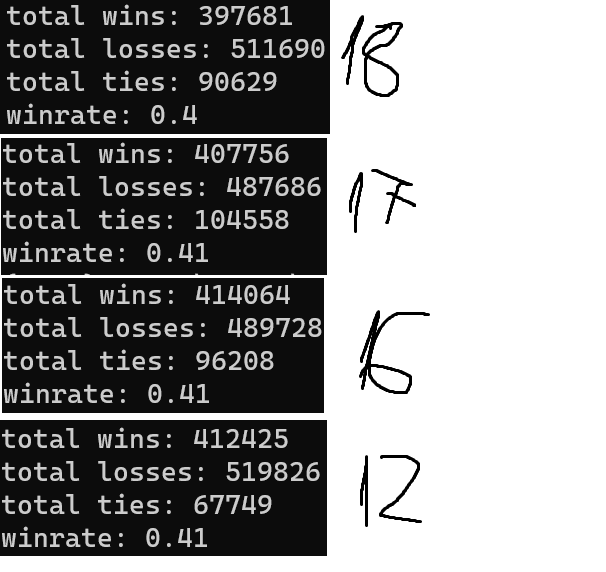 total wins: 397681
total losses: 511690
total ties: 90629
winrate: 0.4
18
total wins: 407756
total losses: 487686
total ties: 104558
winrate: 0.41
17
total wins: 414064
total losses: 489728
total ties: 96208
winrate: 0.41
16
total wins: 412425
total losses: 519826
total ties: 67749
winrate: 0.41
12